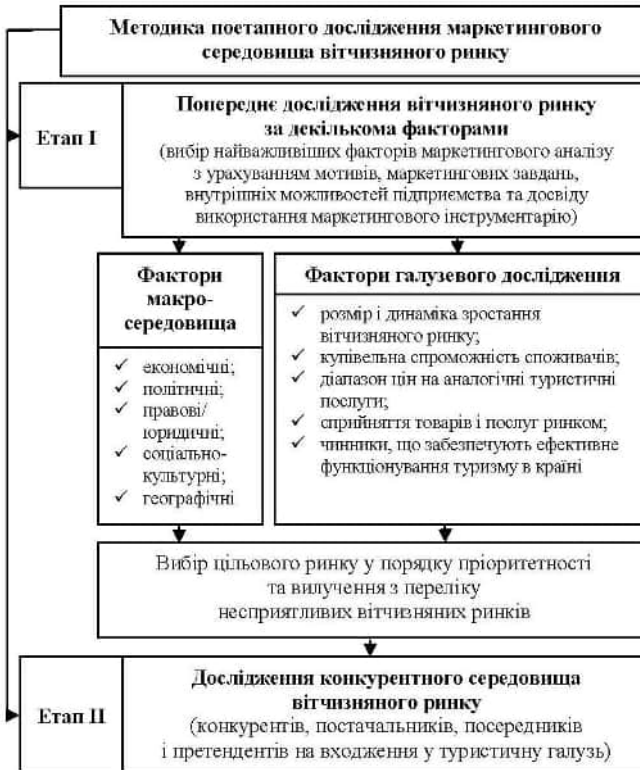 Методика поетапного дослідження маркетингового
середовища вітчизняного ринку
Етап I
Попереднє дослідження вітчизняного ринку
за декількома факторами
(вибір найважливіших факторів маркетингового аналізу
з урахуванням мотивів, маркетингових завдань,
внутрішніх можливостей підприємства та досвіду
використання маркетингового інструментарію)
Фактори
макро-
середовища
✓ економічні;
✓ політичні;
✓ правові/
юридичні;
✓ соціально-
культурні;
✓ географічні
Фактори галузевого дослідження
✓ розмір і динаміка зростання
вітчизняного ринку;
✓ купівельна спроможність споживачів;
✓ діапазон цін на аналогічні туристичні
послуги;
✓ сприйняття товарів і послуг ринком;
✓ чинники, що забезпечують ефективне
функціонування туризму в країні
Вибір цільового ринку у порядку пріоритетності
та вилучення з переліку
несприятливих вітчизняних ринків
Етап II
Дослідження конкурентного середовища
вітчизняного ринку
(конкурентів, постачальників, посередників
і претендентів на входження у туристичну галузь)